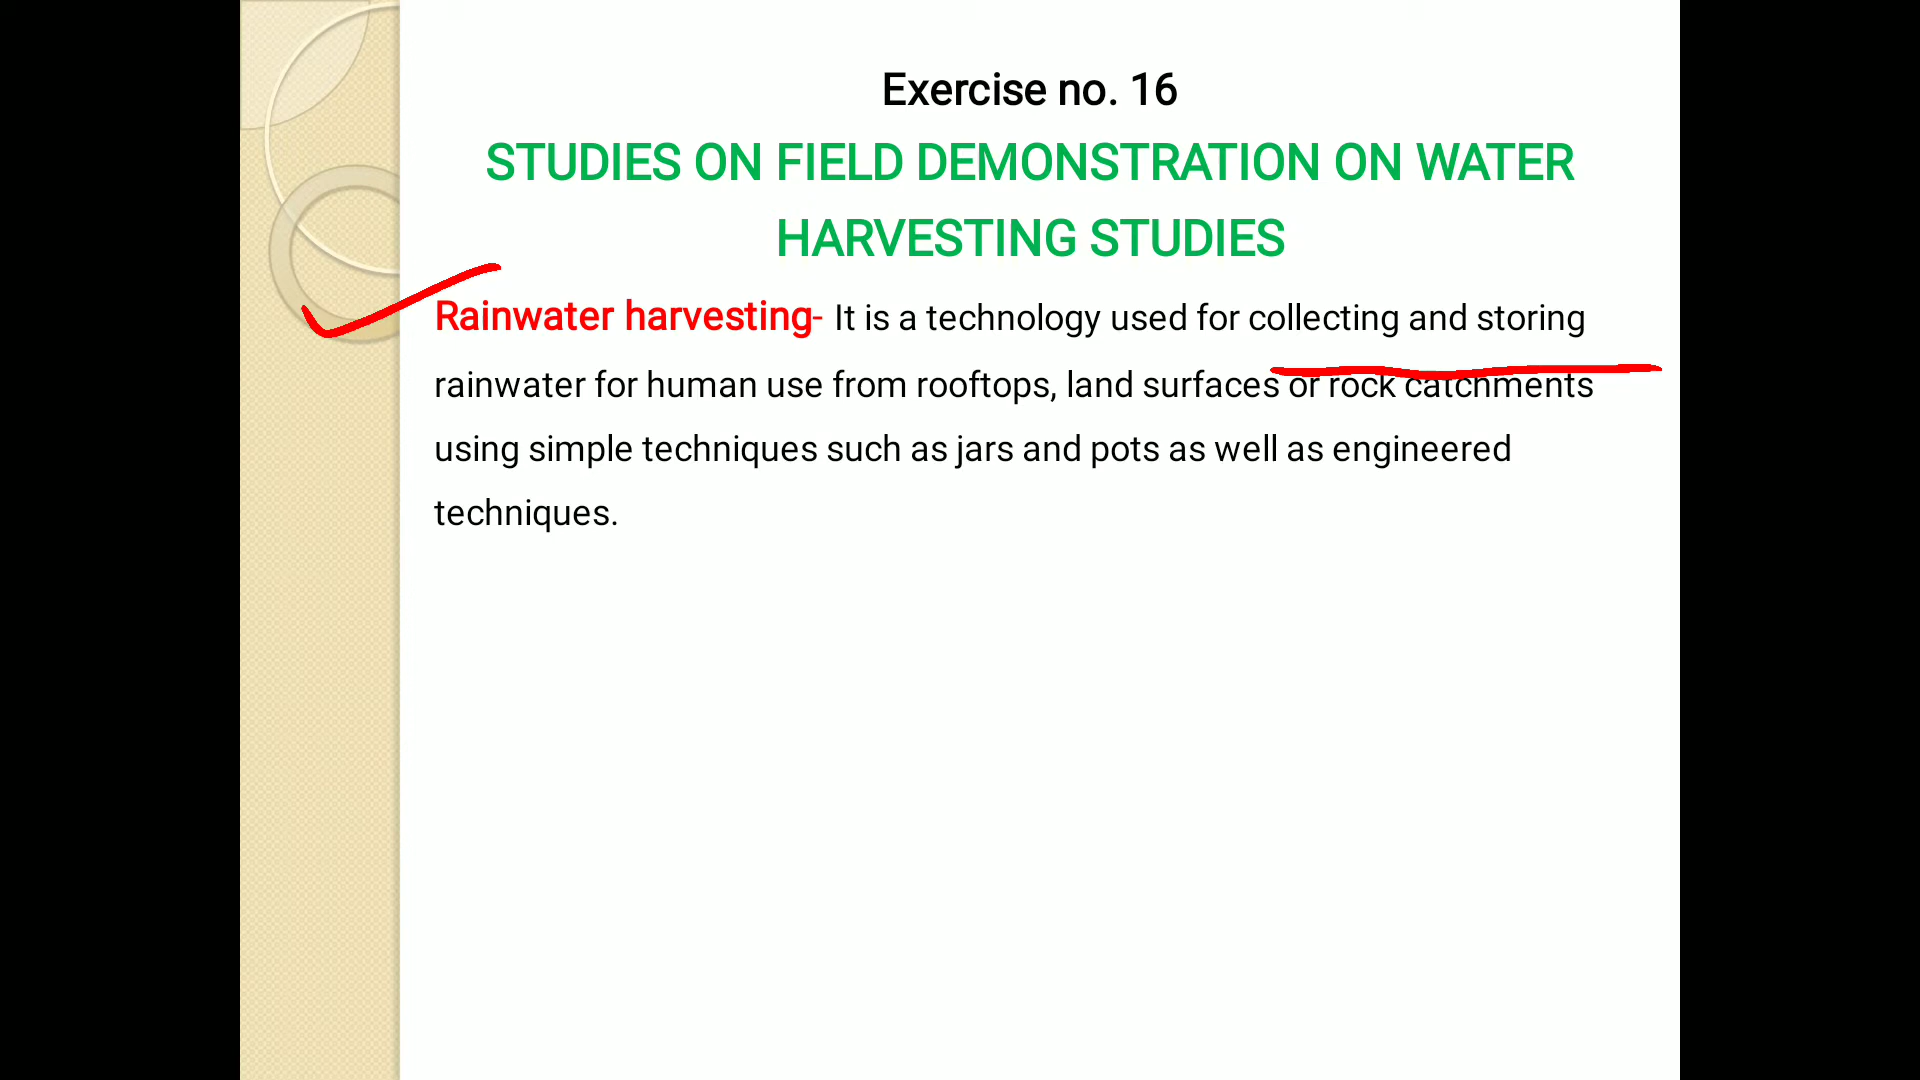 Exercise no. 16
STUDIES ON FIELD DEMONSTRATION ON WATER
HARVESTING STUDIES
Rainwater harvesting- It is a technology used for collecting and storing
rainwater for human use from rooftops, land surfaces or rock catchments
using simple techniques such as jars and pots as well as engineered
techniques.